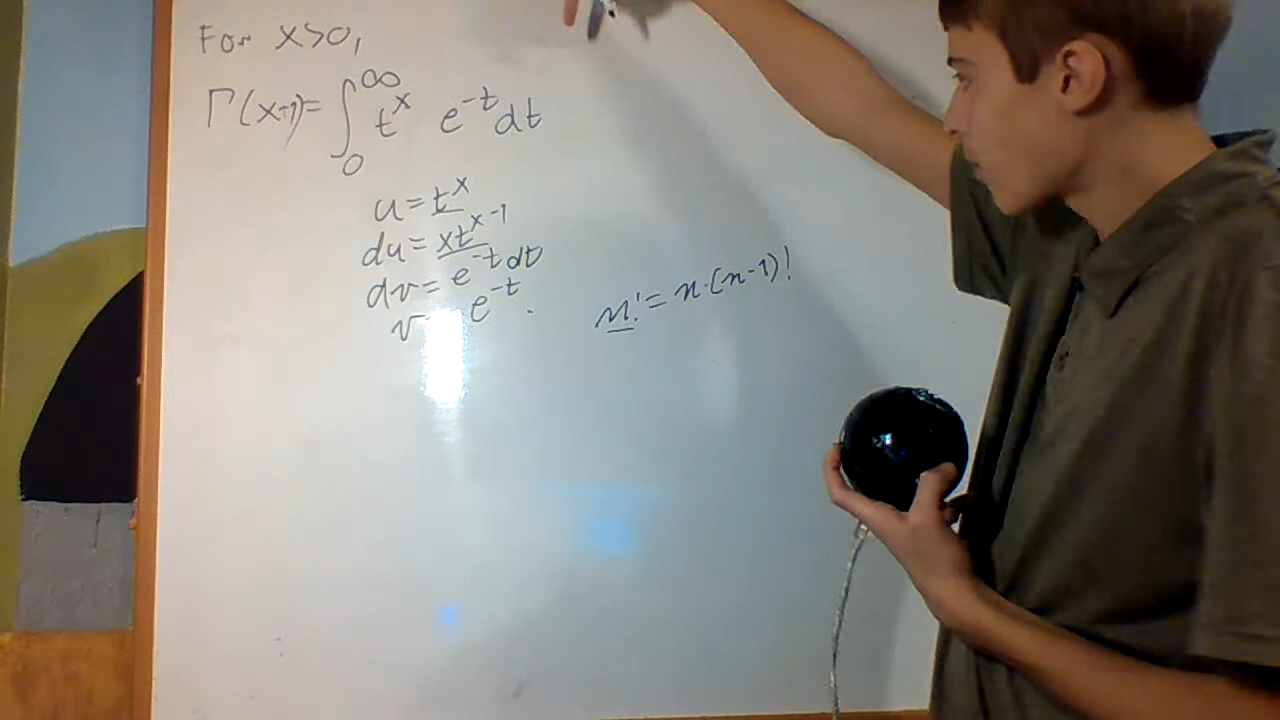 For x>0,
Γ(x+1)= ∫₀^∞ t^x e^-t dt
u=t^x
du=xt^x-1
dv=e^-t dt
v e^-t .
n!=n·(n-1)!